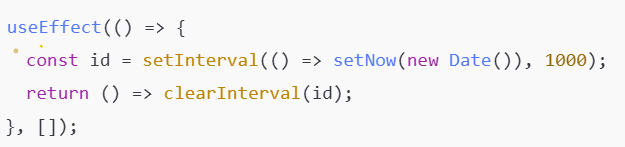 useEffect(() => {
  const id = setInterval(() => setNow(new Date()), 1000);
  return () => clearInterval(id);
}, []);